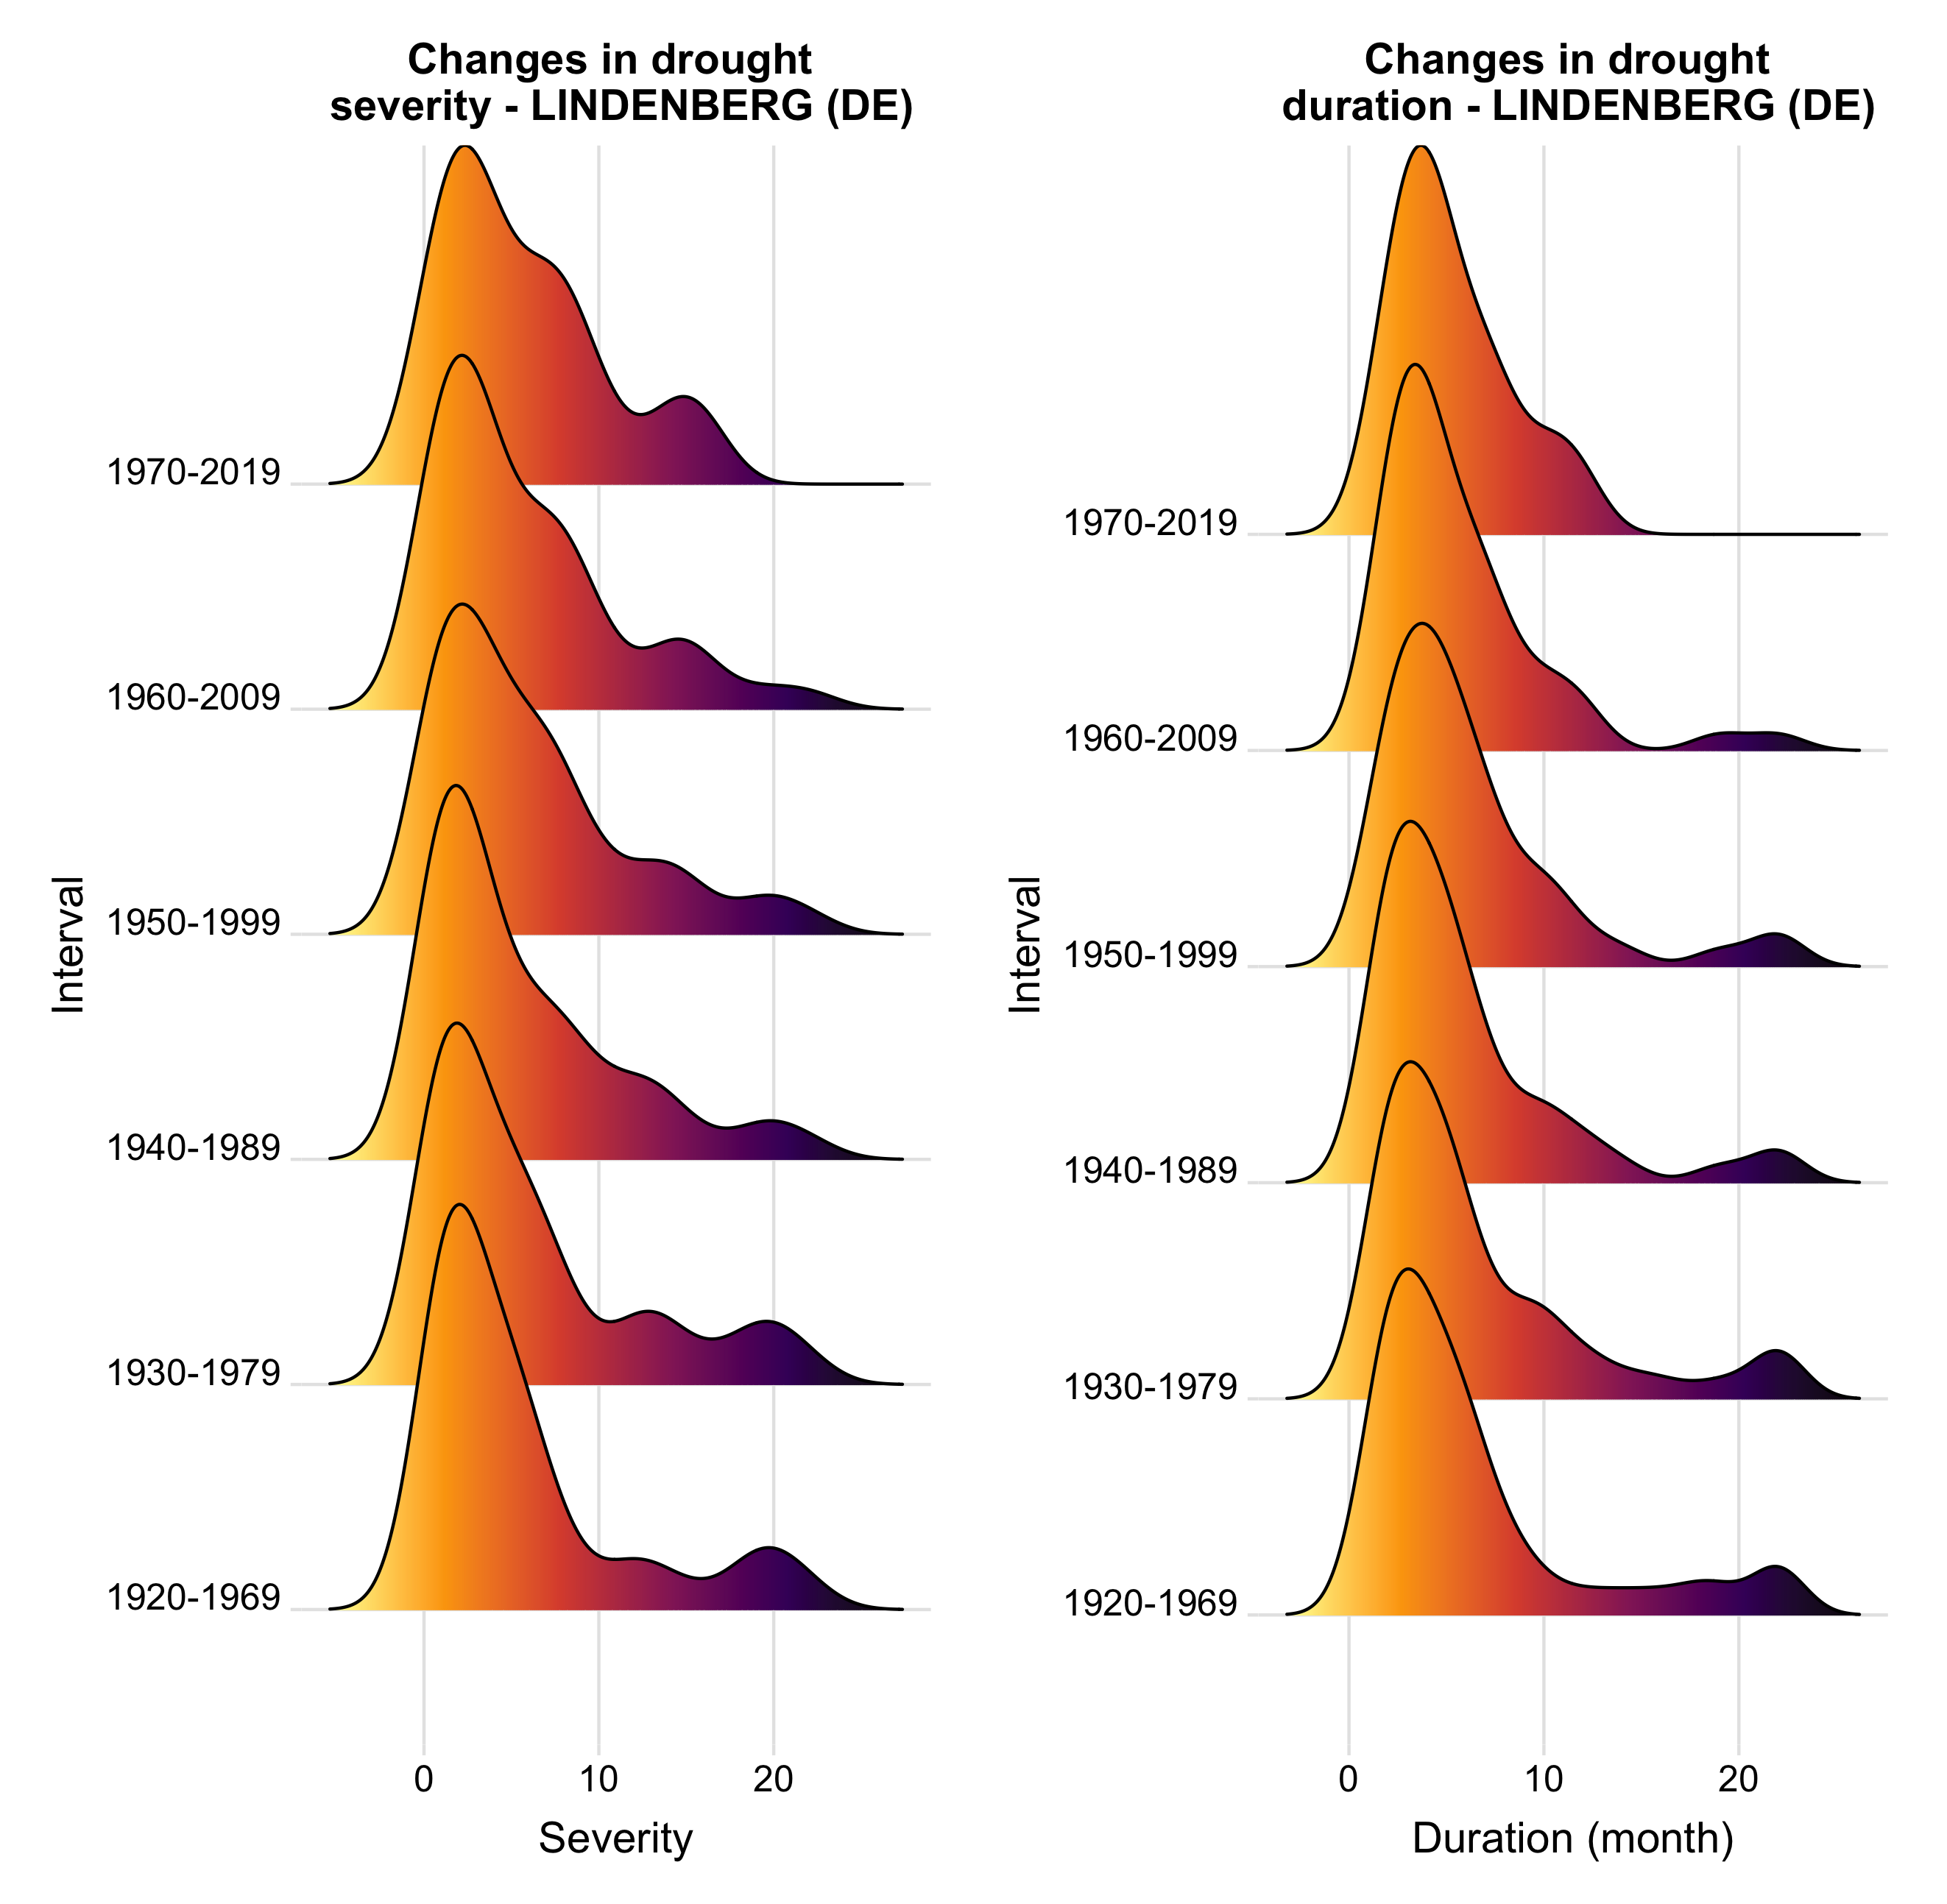 Changes in drought
severity - LINDENBERG (DE)
1970-2019
1960-2009
1950-1999
1940-1989
1930-1979
1920-1969
Interval
0 10 20
Severity
Changes in drought
duration - LINDENBERG (DE)
1970-2019
1960-2009
1950-1999
1940-1989
1930-1979
1920-1969
Interval
0 10 20
Duration (month)